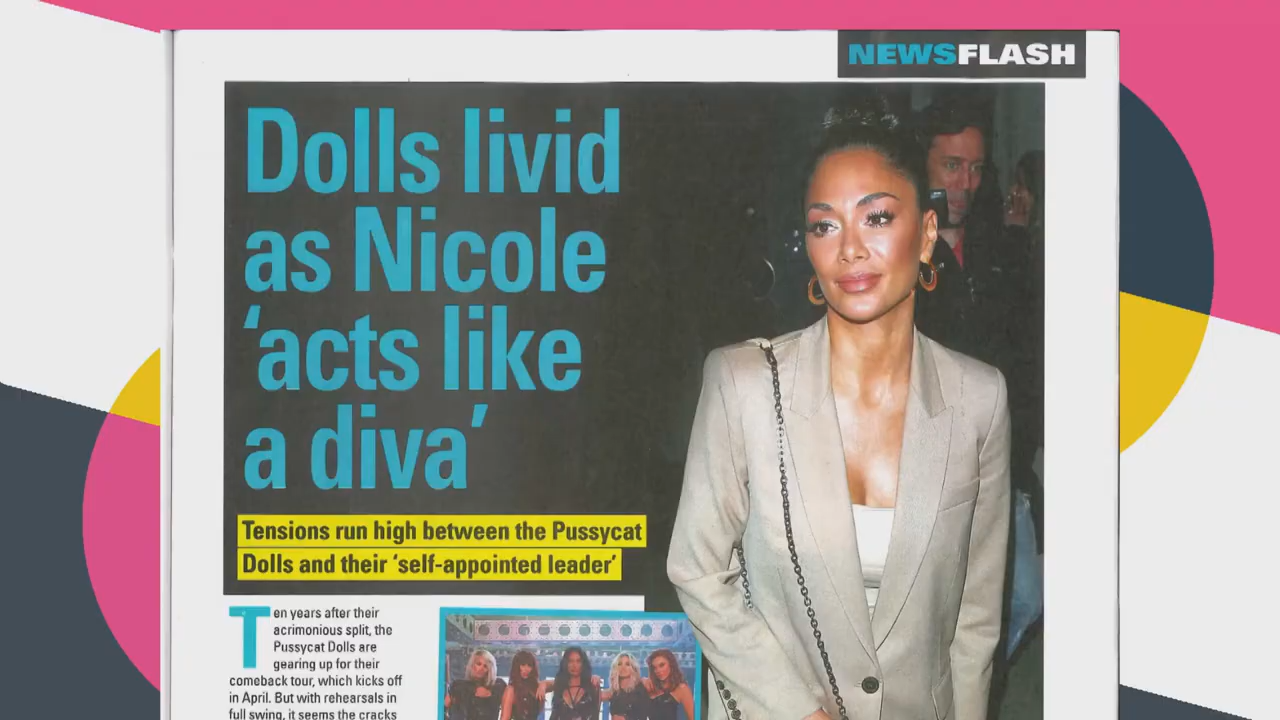 NEWSFLASH
Dolls livid
as Nicole
‘acts like
a diva’
Tensions run high between the Pussycat
Dolls and their ‘self-appointed leader’
Ten years after their
acrimonious split, the
Pussycat Dolls are
gearing up for their
comeback tour, which kicks off
in April. But with rehearsals in
full swing, it seems the cracks